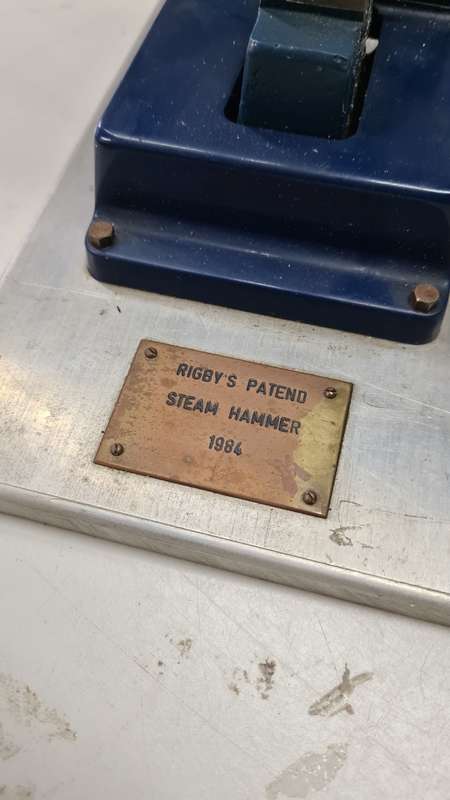 RIGBY'S PATEND
STEAM HAMMER
1984